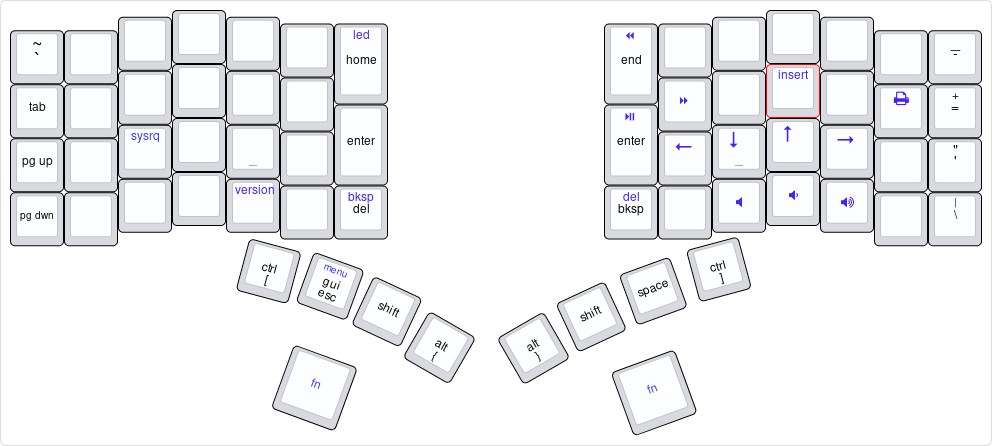 ~
`
led
home
tab
pg up
sysrq
_
enter
pg dwn
version
bksp
del
ctrl
[
menu
gui
esc
shift
alt
{
fn
end
_
-
insert
+
=
enter
_
"
'
del
bksp
|
\
alt
}
shift
space
ctrl
]
fn